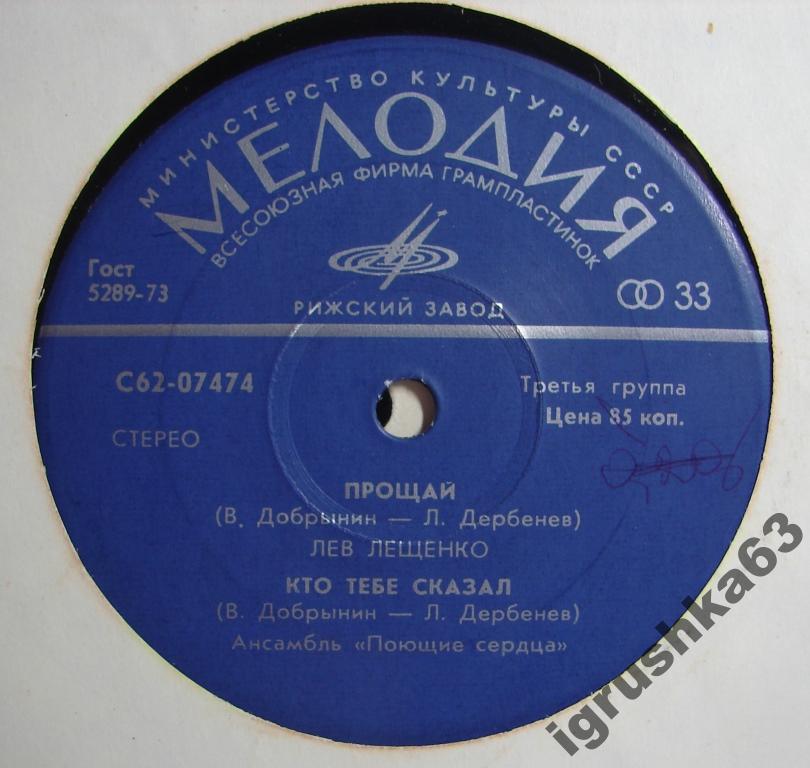 МИНИСТЕРСТВО КУЛЬТУРЫ СССР
МЕЛОДИЯ
ВСЕСОЮЗНАЯ ФИРМА ГРАМПЛАСТИНОК
Гост
5289-73
33
РИЖСКИЙ ЗАВОД
С62-07474
Третья группа
Цена 85 коп.
СТЕРЕО
ПРОЩАЙ
(В. Добрынин — Л. Дербенев)
ЛЕВ ЛЕЩЕНКО
КТО ТЕБЕ СКАЗАЛ
(В. Добрынин — Л. Дербенев)
Ансамбль «Поющие сердца»
igrushka63